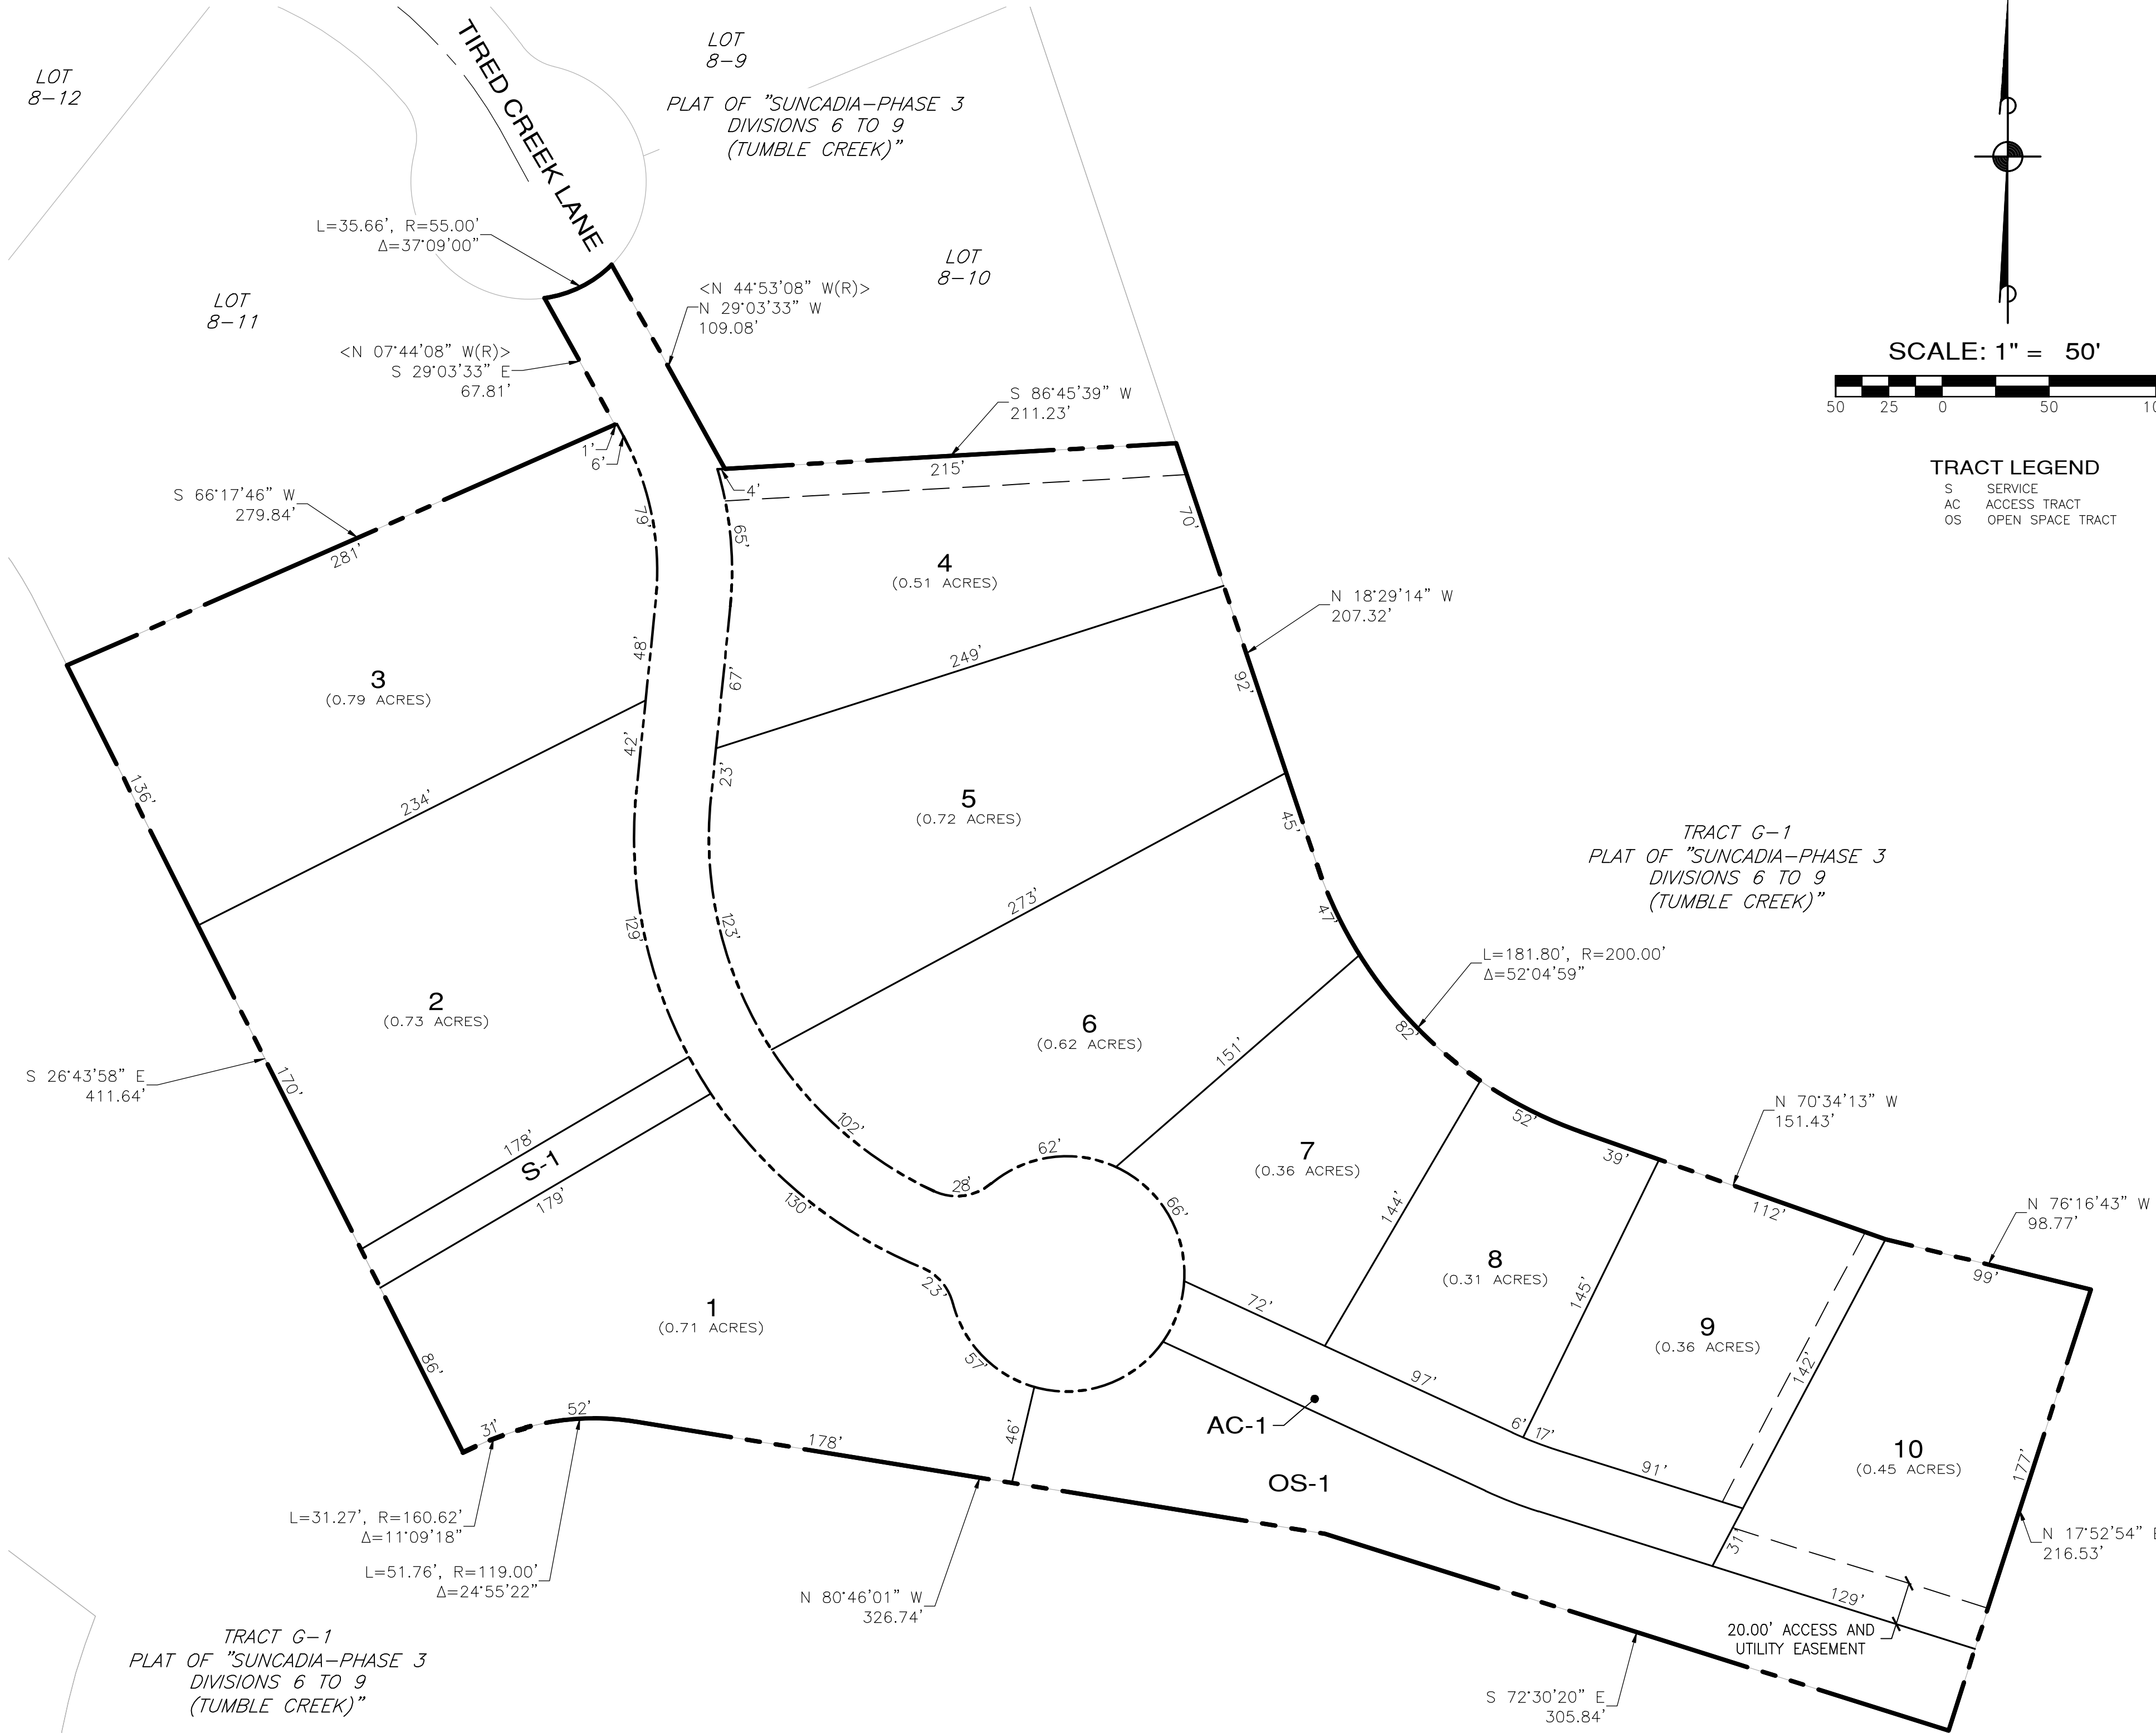 LOT
8-12
TIRED CREEK LANE
LOT
8-9
PLAT OF "SUNCADIA-PHASE 3
DIVISIONS 6 TO 9
(TUMBLE CREEK)"
L=35.66', R=55.00'
Δ=37°09'00"
LOT
8-11
LOT
8-10
<N 44°53'08" W(R)>
N 29°03'33" W
109.08'
<N 07°44'08" W(R)>
S 29°03'33" E
67.81'
SCALE: 1" = 50'
50 25 0 50
TRACT LEGEND
S SERVICE
AC ACCESS TRACT
OS OPEN SPACE TRACT
S 86°45'39" W
211.23'
215'
4'
1'
6'
S 66°17'46" W
279.84'
281'
79'
65'
70'
4
(0.51 ACRES)
N 18°29'14" W
207.32'
48'
67'
249'
92'
3
(0.79 ACRES)
136'
234'
42'
23'
5
(0.72 ACRES)
45'
TRACT G-1
PLAT OF "SUNCADIA-PHASE 3
DIVISIONS 6 TO 9
(TUMBLE CREEK)"
129'
123'
273'
47'
L=181.80', R=200.00'
Δ=52°04'59"
2
(0.73 ACRES)
6
(0.62 ACRES)
82'
151'
S 26°43'58" E
411.64'
170'
178'
S-1
179'
102'
62'
28'
66'
52'
N 70°34'13" W
151.43'
7
(0.36 ACRES)
39'
144'
112'
N 76°16'43" W
98.77'
99'
130'
23'
57'
72'
8
(0.31 ACRES)
145'
1
(0.71 ACRES)
86'
9
(0.36 ACRES)
142'
97'
6'
17'
31'
52'
178'
46'
AC-1
OS-1
91'
10
(0.45 ACRES)
177'
L=31.27', R=160.62'
Δ=11°09'18"
L=51.76', R=119.00'
Δ=24°55'22"
N 80°46'01" W
326.74'
31'
129'
N 17°52'54"
216.53'
20.00' ACCESS AND
UTILITY EASEMENT
TRACT G-1
PLAT OF "SUNCADIA-PHASE 3
DIVISIONS 6 TO 9
(TUMBLE CREEK)"
S 72°30'20" E
305.84'